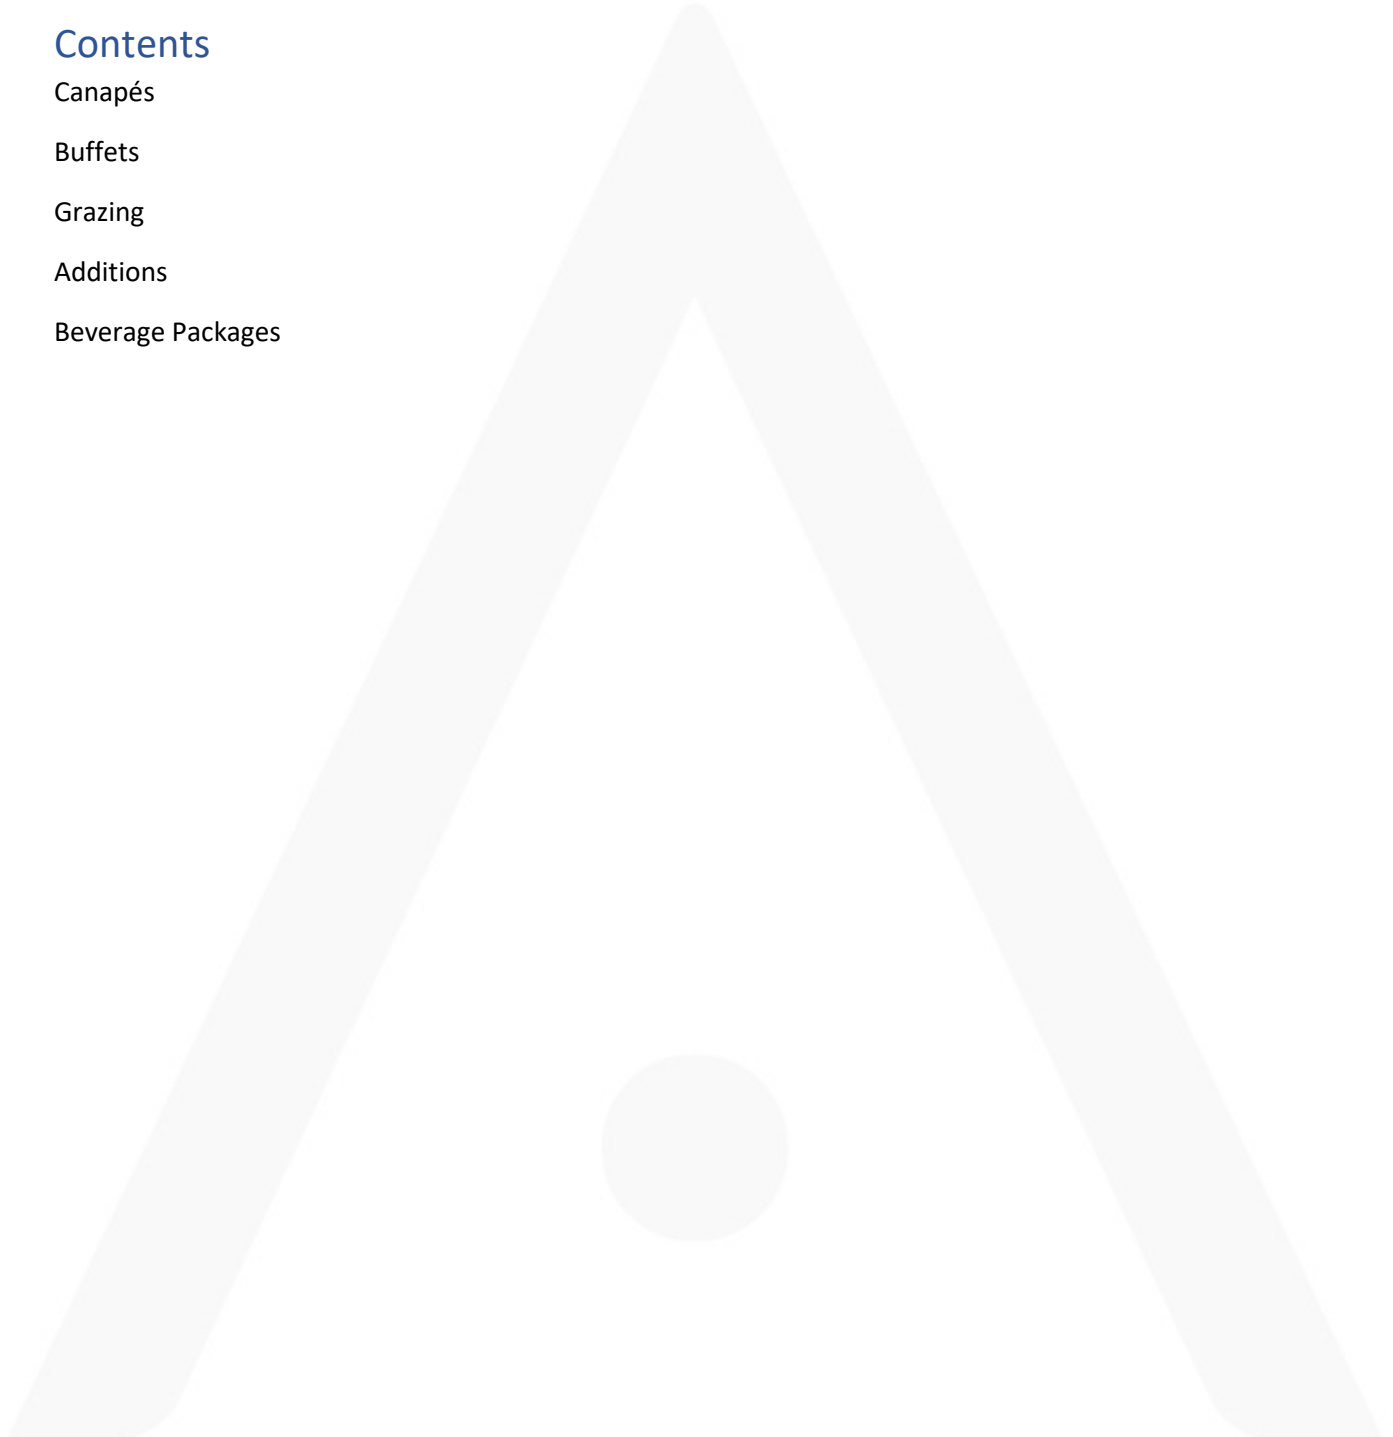 Contents
Canapés
Buffets
Grazing
Additions
Beverage Packages